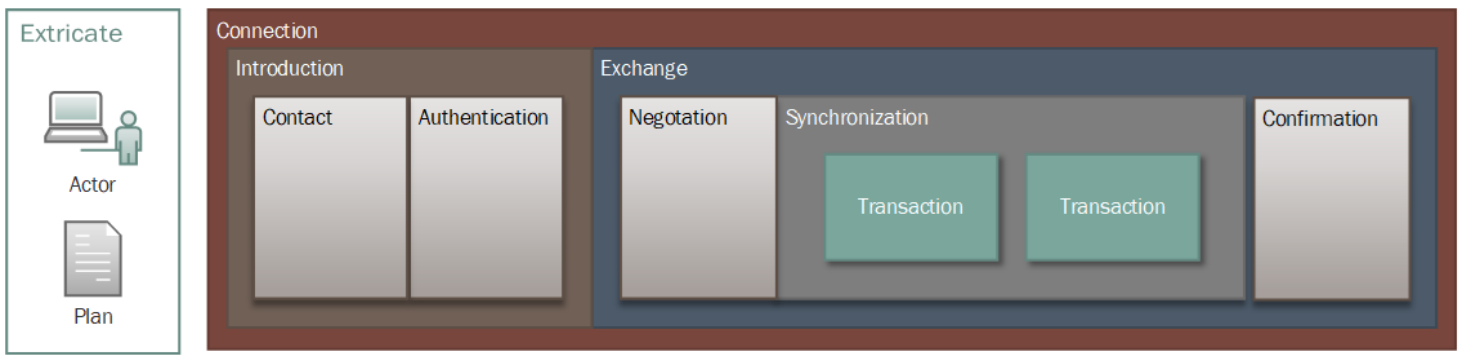 Extricate
Actor
Plan
Connection
Introduction
Contact
Authentication
Exchange
Negotation
Synchronization
Transaction
Transaction
Confirmation